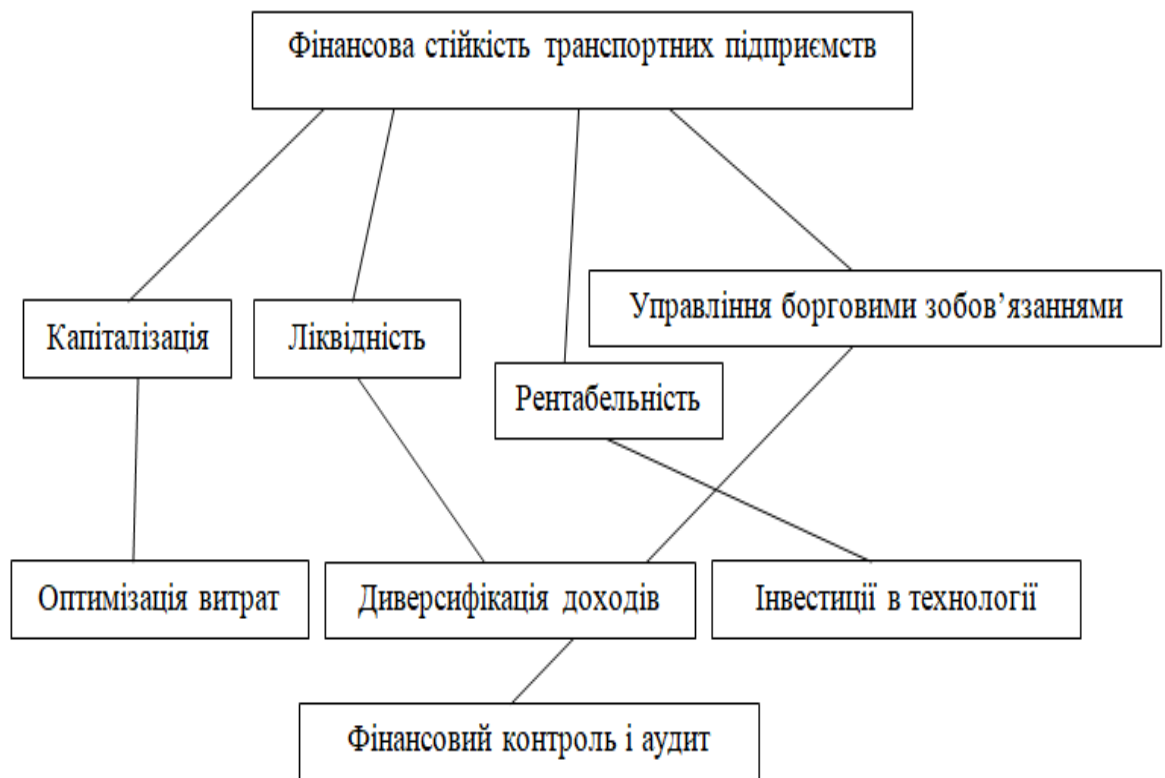 Фінансова стійкість транспортних підприємств
Управління борговими зобов’язаннями
Капіталізація
Ліквідність
Рентабельність
Оптимізація витрат
Диверсифікація доходів
Інвестиції в технології
Фінансовий контроль і аудит